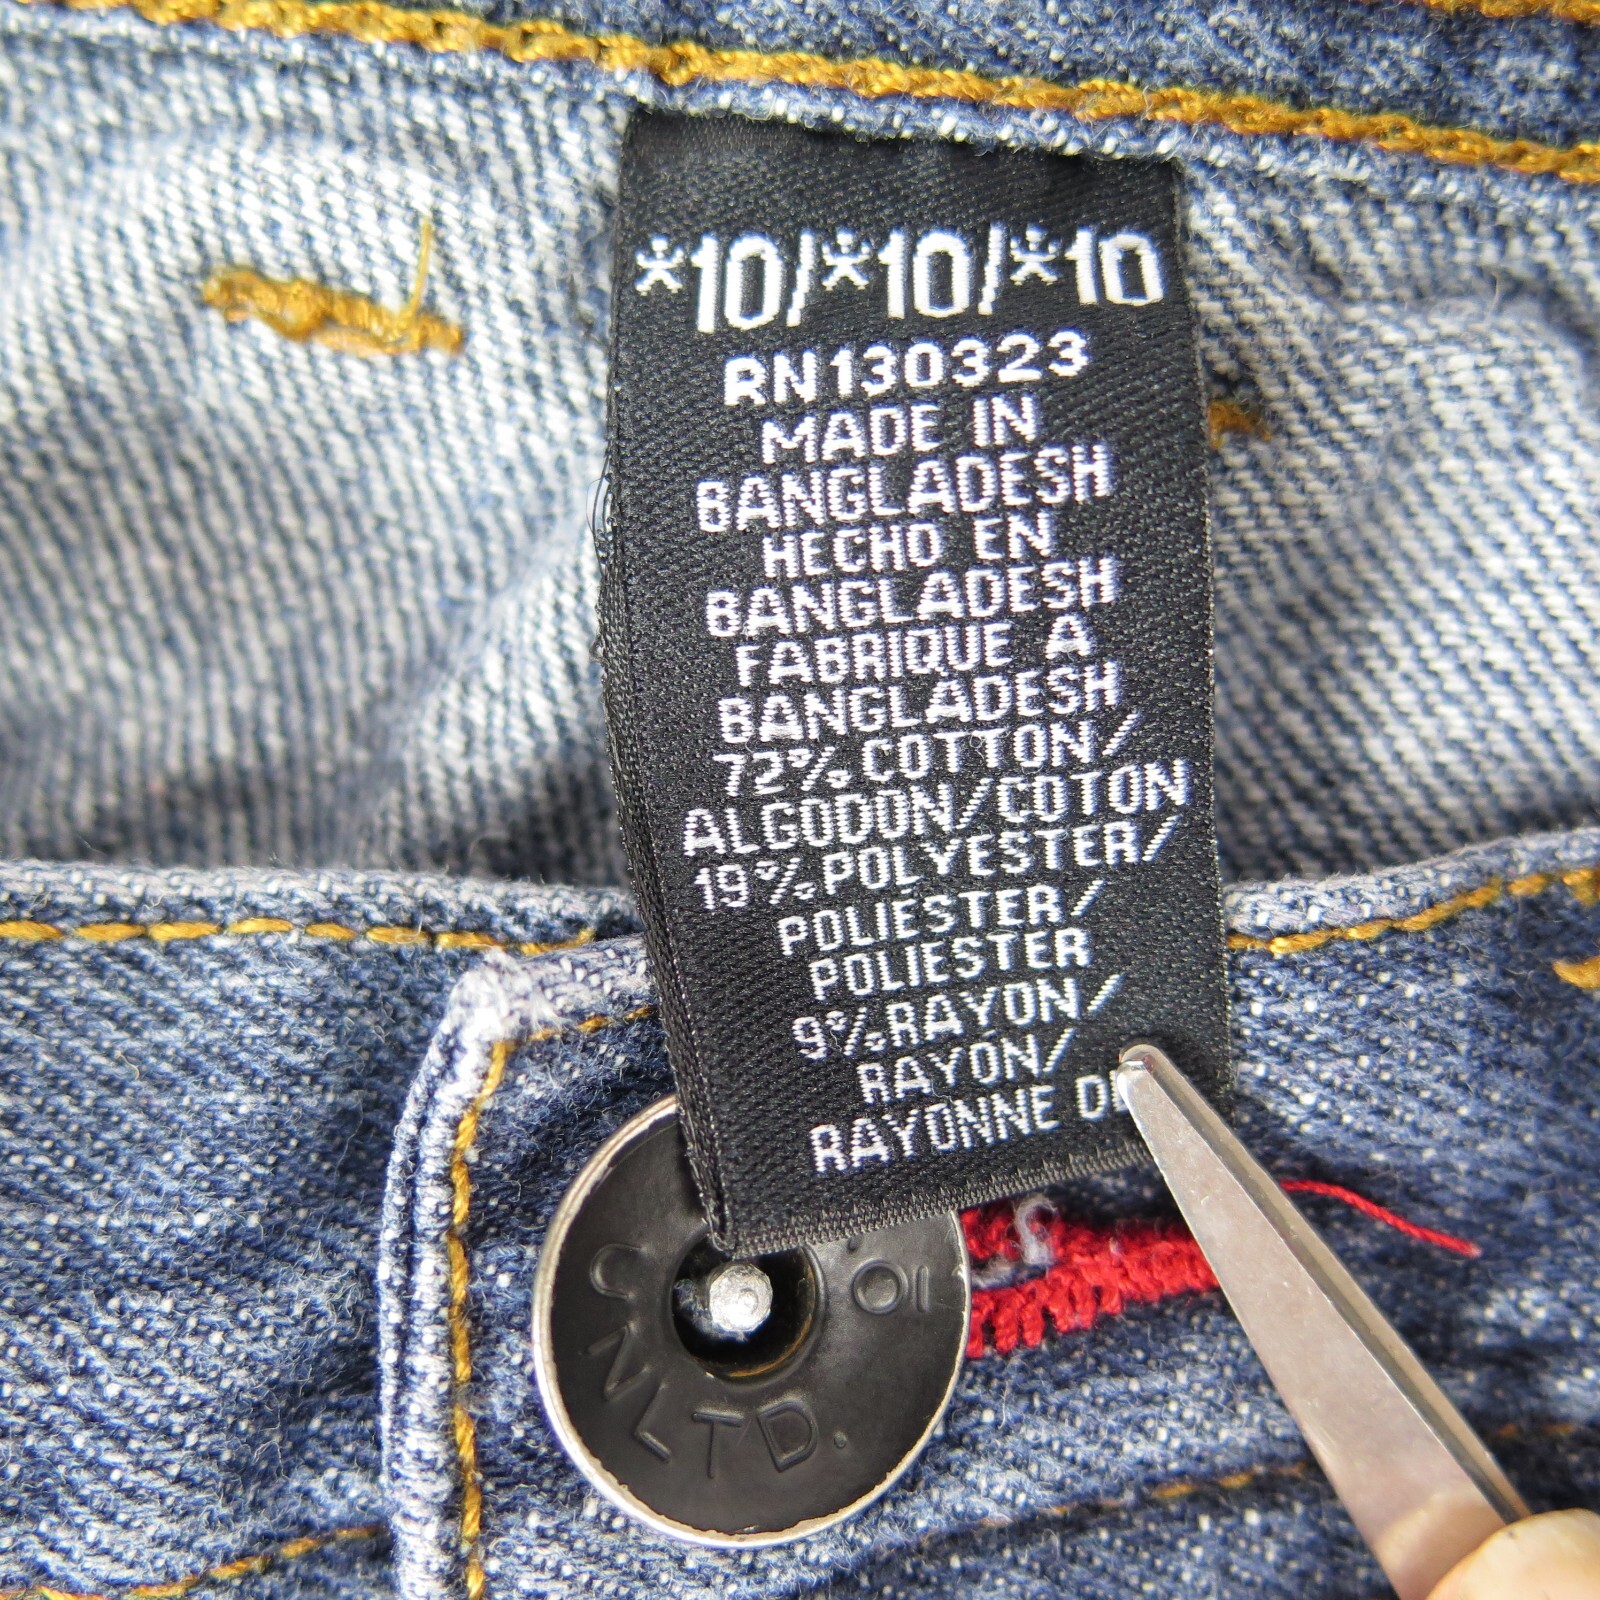 *10/*10/*10
RN130323
MADE IN
BANGLADESH
HECHO EN
BANGLADESH
FABRIQUE A
BANGLADESH
72% COTTON/
ALGODON/COTON
19% POLYESTER/
POLIESTER/
POLIESTER
9%RAYON/
RAYON/
RAYONNE
LTD.